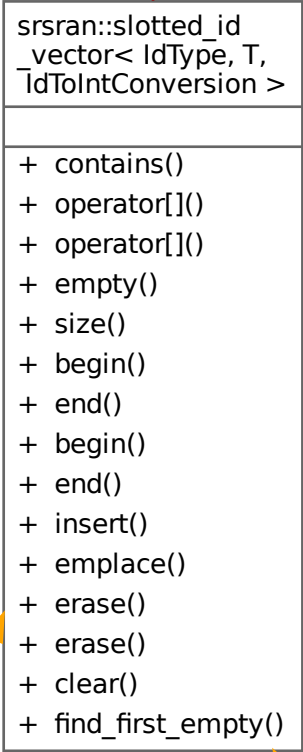 srsran::slotted_id
_vector< IdType, T,
IdToIntConversion >
+ contains()
+ operator[]()
+ operator[]()
+ empty()
+ size()
+ begin()
+ end()
+ begin()
+ end()
+ insert()
+ emplace()
+ erase()
+ erase()
+ clear()
+ find_first_empty()